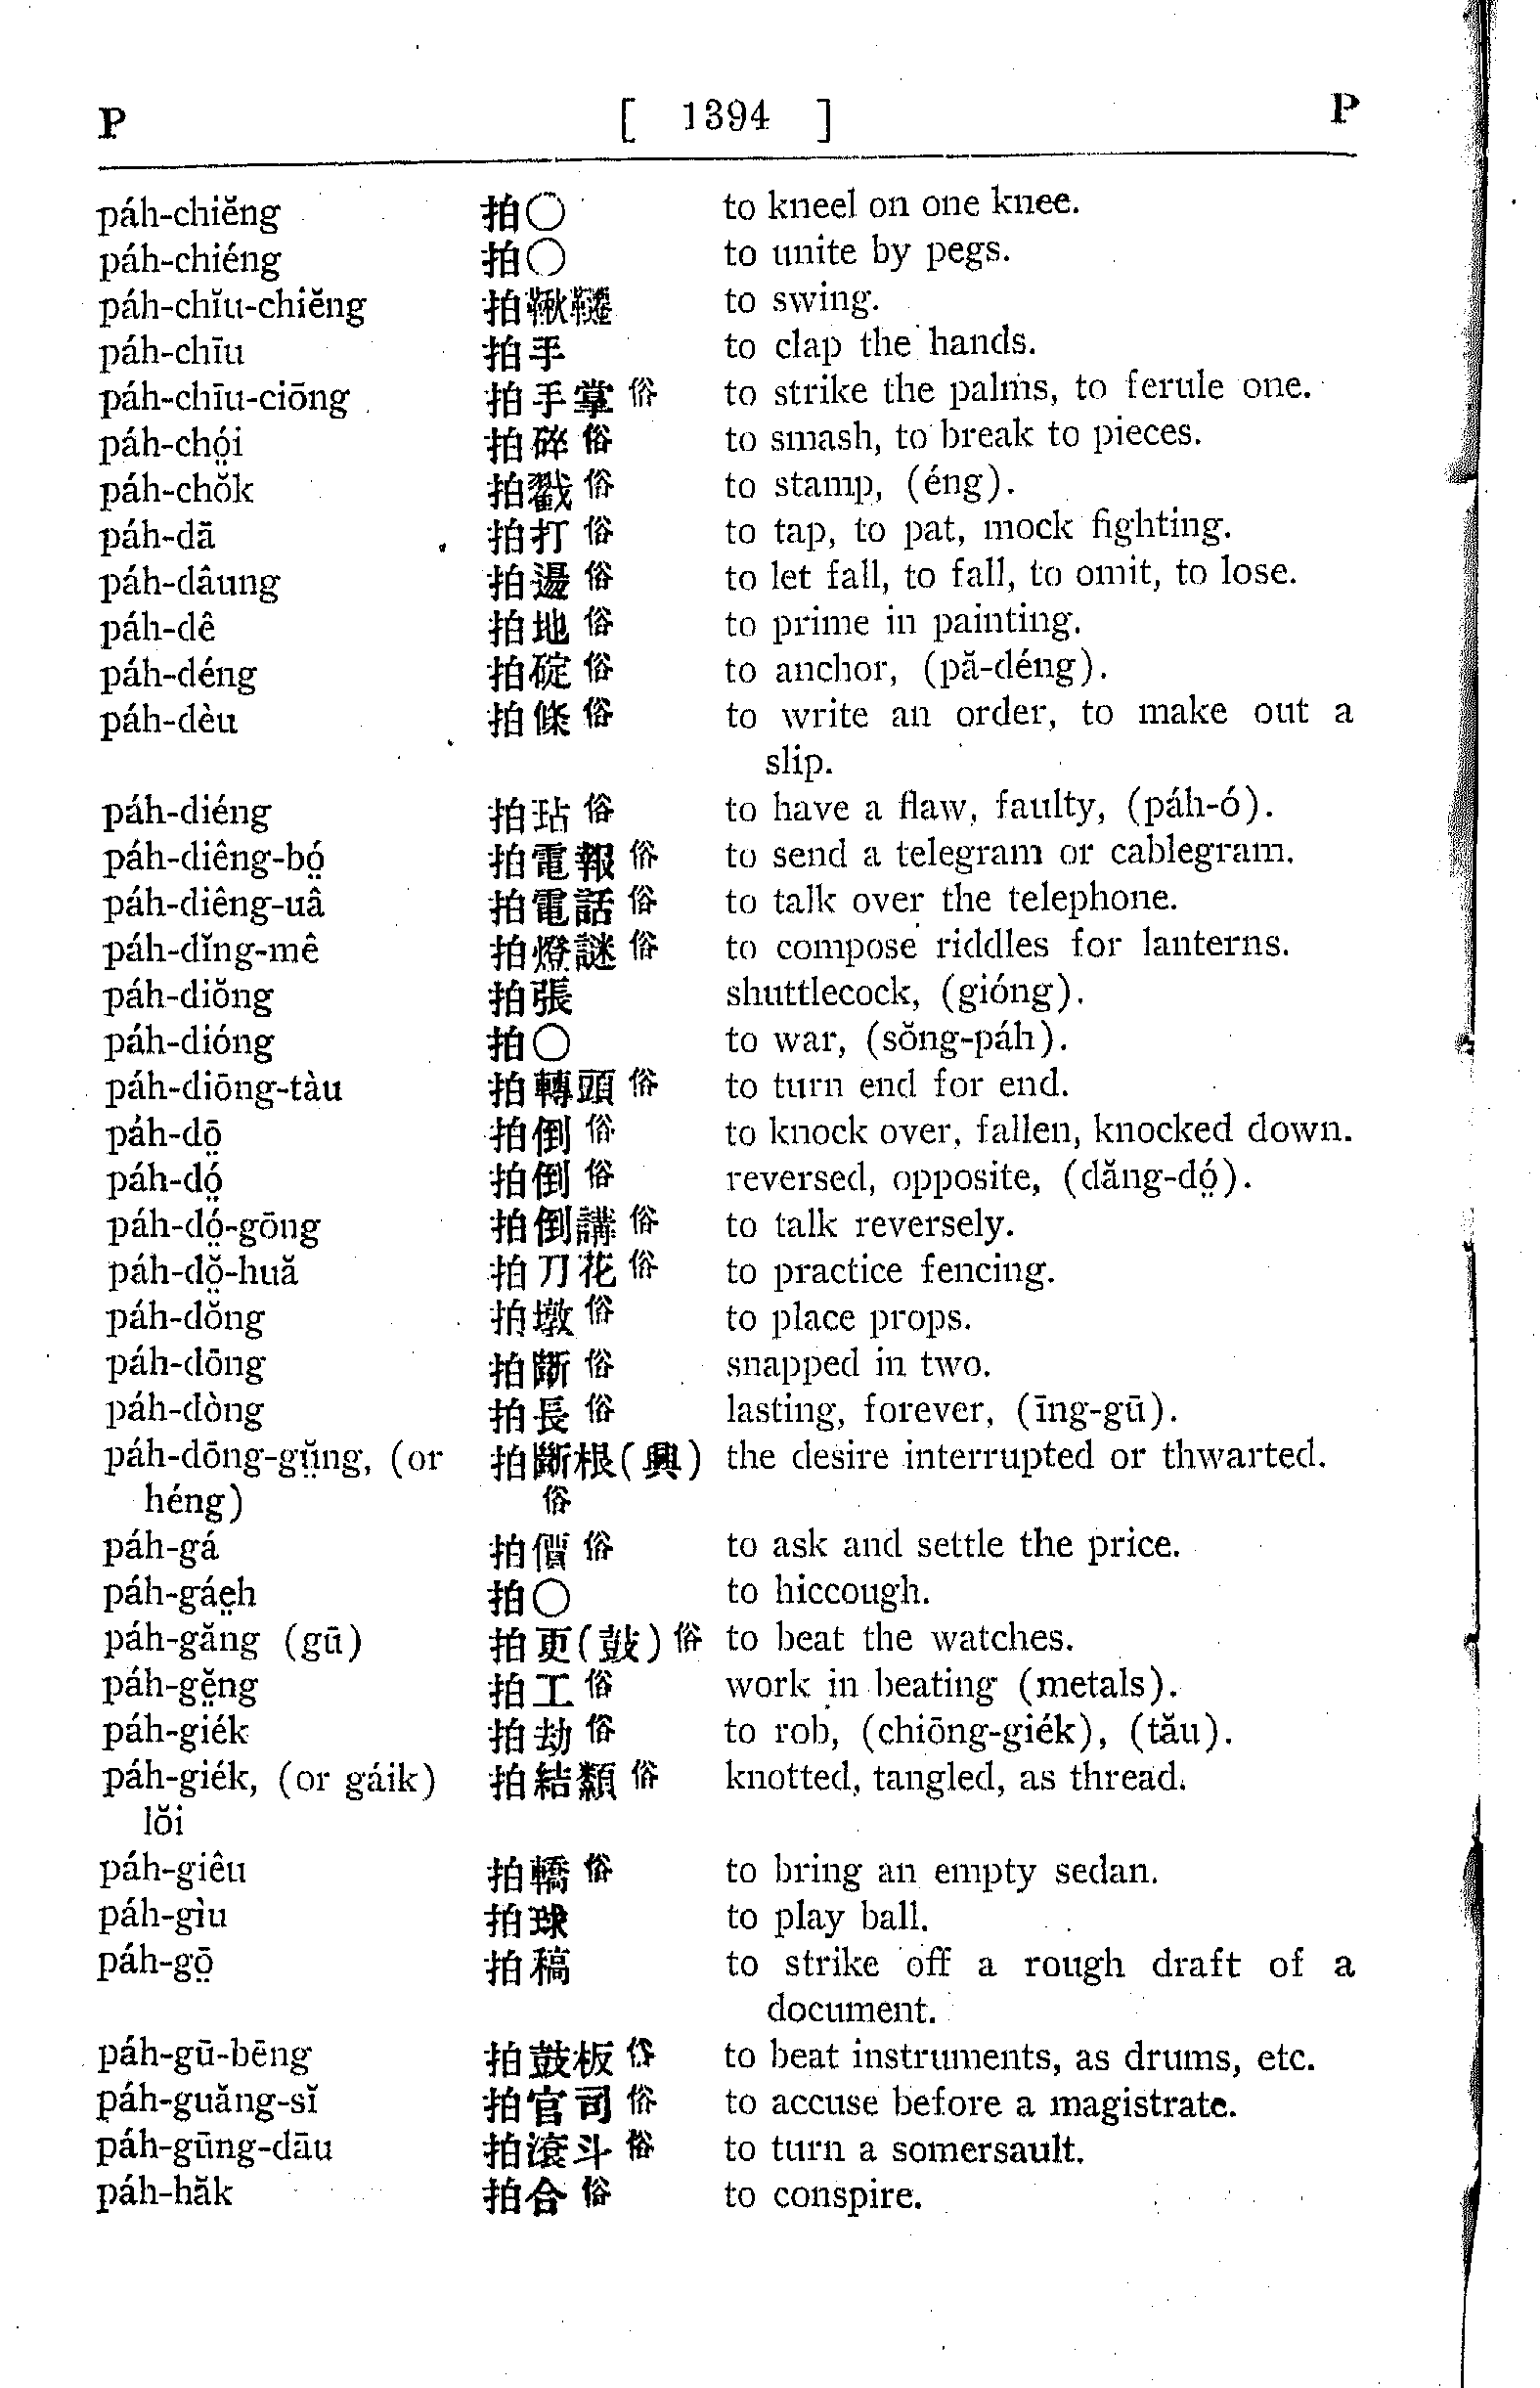 P [ 1394 ] P
páh-chiĕng 拍〇 to kneel on one knee.
páh-chiéng 拍〇 to unite by pegs.
páh-chĭu-chiĕng 拍鞦韆 to swing.
páh-chīu 拍手 to clap the hands.
páh-chīu-ciōng 拍手掌俗 to strike the palms, to ferule one.
páh-chó̤i 拍碎俗 to smash, to break to pieces.
páh-chŏk 拍戳俗 to stamp, (éng).
páh-dā 拍打俗 to tap, to pat, mock fighting.
páh-dâung 拍逿俗 to let fall, to fall, to omit, to lose.
páh-dê 拍地俗 to prime in painting.
páh-déng 拍碇俗 to anchor, (pă-déng).
páh-dèu 拍條俗 to write an order, to make out a
slip.
páh-diéng 拍玷俗 to have a flaw, faulty, (páh-ó).
páh-diêng-bó̤ 拍電報俗 to send a telegram or cablegram.
páh-diêng-uâ 拍電話俗 to talk over the telephone.
páh-dĭng-mê 拍燈謎俗 to compose riddles for lanterns.
páh-diŏng 拍張 shuttlecock, (gióng).
páh-dióng 拍〇 to war, (sŏng-páh).
páh-diōng-tàu 拍轉頭俗 to turn end for end.
páh-dō̤ 拍倒俗 to knock over, fallen, knocked down.
páh-dó̤ 拍倒俗 reversed, opposite, (dăng-dó̤).
páh-dó̤-gōng 拍倒講俗 to talk reversely.
páh-dŏ̤-huă 拍刀花俗 to practice fencing.
páh-dŏng 拍墩俗 to place props.
páh-dōng 拍斷俗 snapped in two.
páh-dòng 拍長俗 lasting, forever, (īng-gū).
páh-dōng-gṳ̆ng, (or 拍斷根(興) the desire interrupted or thwarted.
héng) 俗
páh-gá 拍價俗 to ask and settle the price.
páh-gáe̤h 拍〇 to hiccough.
páh-găng (gū) 拍更(鼓)俗 to beat the watches.
páh-gĕ̤ng 拍工俗 work in beating (metals).
páh-giék 拍劫俗 to rob, (chiōng-giék), (tău).
páh-giék, (or gáik) 拍結纇俗 knotted, tangled, as thread.
lŏi
páh-giêu 拍轎俗 to bring an empty sedan.
páh-gìu 拍球 to play ball.
páh-gō̤ 拍稿 to strike off a rough draft of a
document.
páh-gū-bēng 拍鼓板俗 to beat instruments, as drums, etc.
páh-guăng-sĭ 拍官司俗 to accuse before a magistrate.
páh-gūng-dāu 拍滾斗俗 to turn a somersault.
páh-hăk 拍合俗 to conspire.